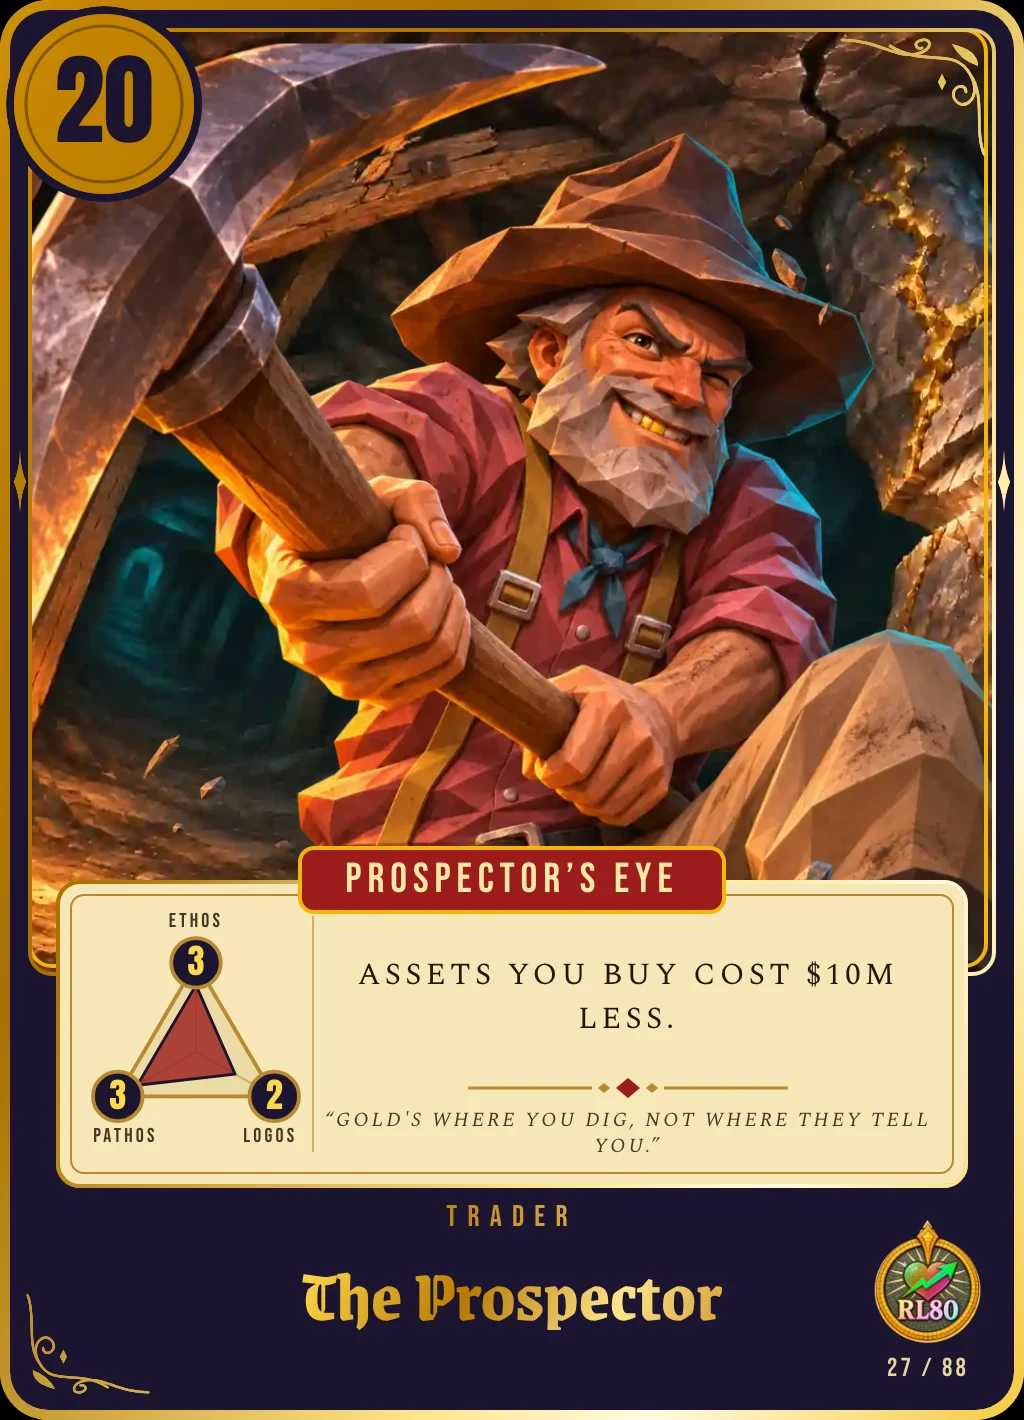 20
PROSPECTOR’S EYE
ETHOS
3
3
2
PATHOS
LOGOS
ASSETS YOU BUY COST $10M
LESS.
“GOLD'S WHERE YOU DIG, NOT WHERE THEY TELL
YOU.”
TRADER
The Prospector
RL80
27 / 88